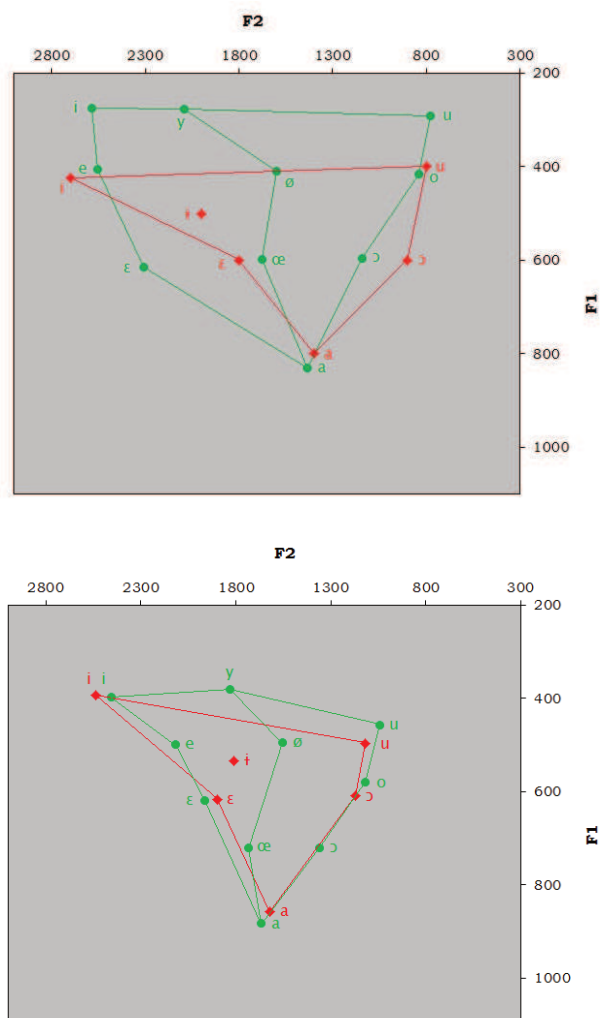 F2
2800 2300 1800 1300 800 300
200
i y u
400
e i ø o u
ɨ
600
ɛ ɛ œ ɔ ɔ
F1
800
a a
1000
F2
2800 2300 1800 1300 800 300
200
i i y
400
u
e ɨ ø u
o
600
ɛ ɛ ɔ
F1
œ ɔ
800
a
a
1000